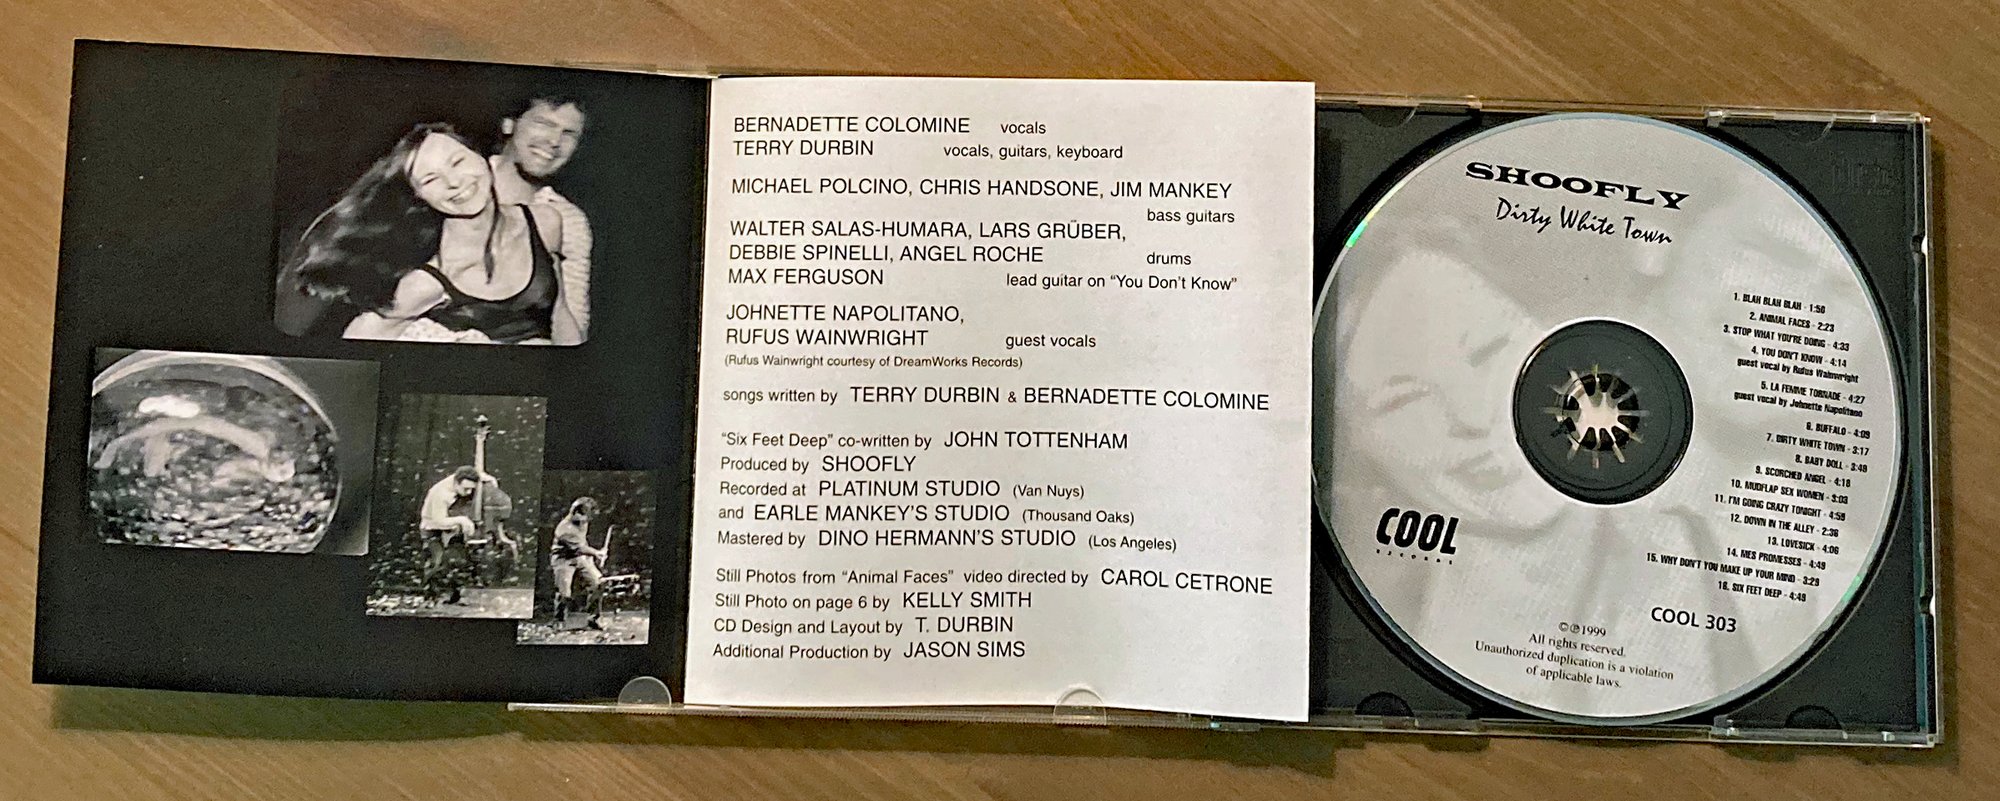 BERNADETTE COLOMINE vocals
TERRY DURBIN vocals, guitars, keyboard
MICHAEL POLCINO, CHRIS HANDSONE, JIM MANKEY
bass guitars
WALTER SALAS-HUMARA, LARS GRÜBER,
DEBBIE SPINELLI, ANGEL ROCHE drums
MAX FERGUSON lead guitar on “You Don't Know”
JOHNETTE NAPOLITANO,
RUFUS WAINWRIGHT guest vocals
(Rufus Wainwright courtesy of DreamWorks Records)
songs written by TERRY DURBIN & BERNADETTE COLOMINE
“Six Feet Deep” co-written by JOHN TOTTENHAM
Produced by SHOOFLY
Recorded at PLATINUM STUDIO (Van Nuys)
and EARLE MANKEY'S STUDIO (Thousand Oaks)
Mastered by DINO HERMANN'S STUDIO (Los Angeles)
Still Photos from “Animal Faces” video directed by CAROL CETRONE
Still Photo on page 6 by KELLY SMITH
CD Design and Layout by T. DURBIN
Additional Production by JASON SIMS
SHOOFLY
Dirty White Town
1. BLAH BLAH BLAH - 1:50
2. ANIMAL FACES - 2:23
3. STOP WHAT YOU'RE DOING - 4:33
4. YOU DON'T KNOW - 4:14
guest vocal by Rufus Wainwright
5. LA FEMME TORNADE - 4:27
guest vocal by Johnette Napolitano
6. BUFFALO - 4:09
7. DIRTY WHITE TOWN - 3:17
8. BABY DOLL - 3:49
9. SCORCHED ANGEL - 4:18
10. MUDFLAP SEX WOMEN - 3:03
11. I'M GOING CRAZY TONIGHT - 4:59
12. DOWN IN THE ALLEY - 2:36
13. LOVESICK - 4:06
14. MES PROMESSES - 4:49
15. WHY DON'T YOU MAKE UP YOUR MIND - 3:29
16. SIX FEET DEEP - 4:49
COOL
RECORDS
COOL 303
©℗1999
All rights reserved.
Unauthorized duplication is a violation
of applicable laws.